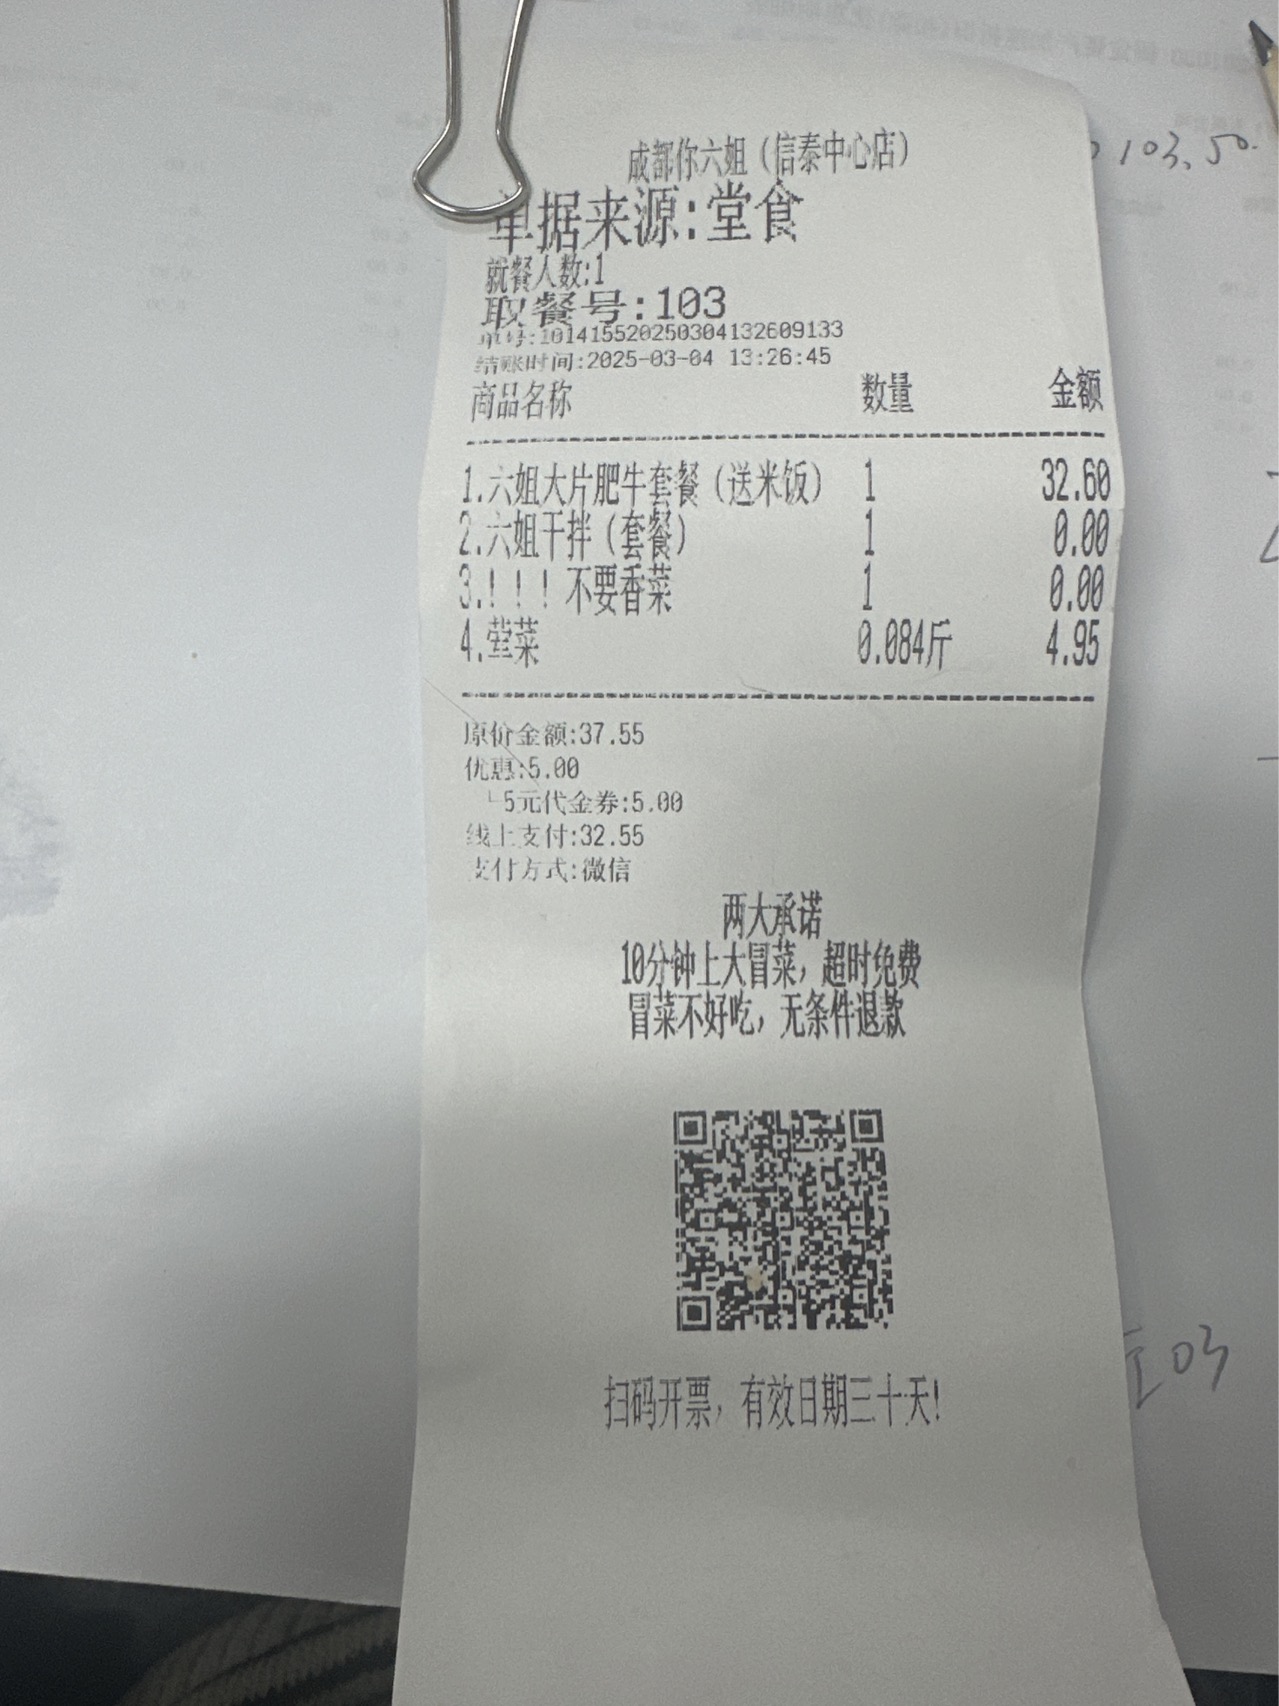 成都你六姐（信泰中心店）
单据来源:堂食
就餐人数:1
取餐号:103
单号:101415520250304132609133
结账时间:2025-03-04 13:26:45
商品名称 数量 金额
1.六姐大片肥牛套餐（送米饭） 1 32.60
2.六姐干拌（套餐） 1 0.00
3.！！！不要香菜 1 0.00
4.荤菜 0.084斤 4.95
原价金额:37.55
优惠:5.00
└5元代金券:5.00
线上支付:32.55
支付方式:微信
两大承诺
10分钟上大冒菜，超时免费
冒菜不好吃，无条件退款
扫码开票，有效日期三十天！
103.50.
03